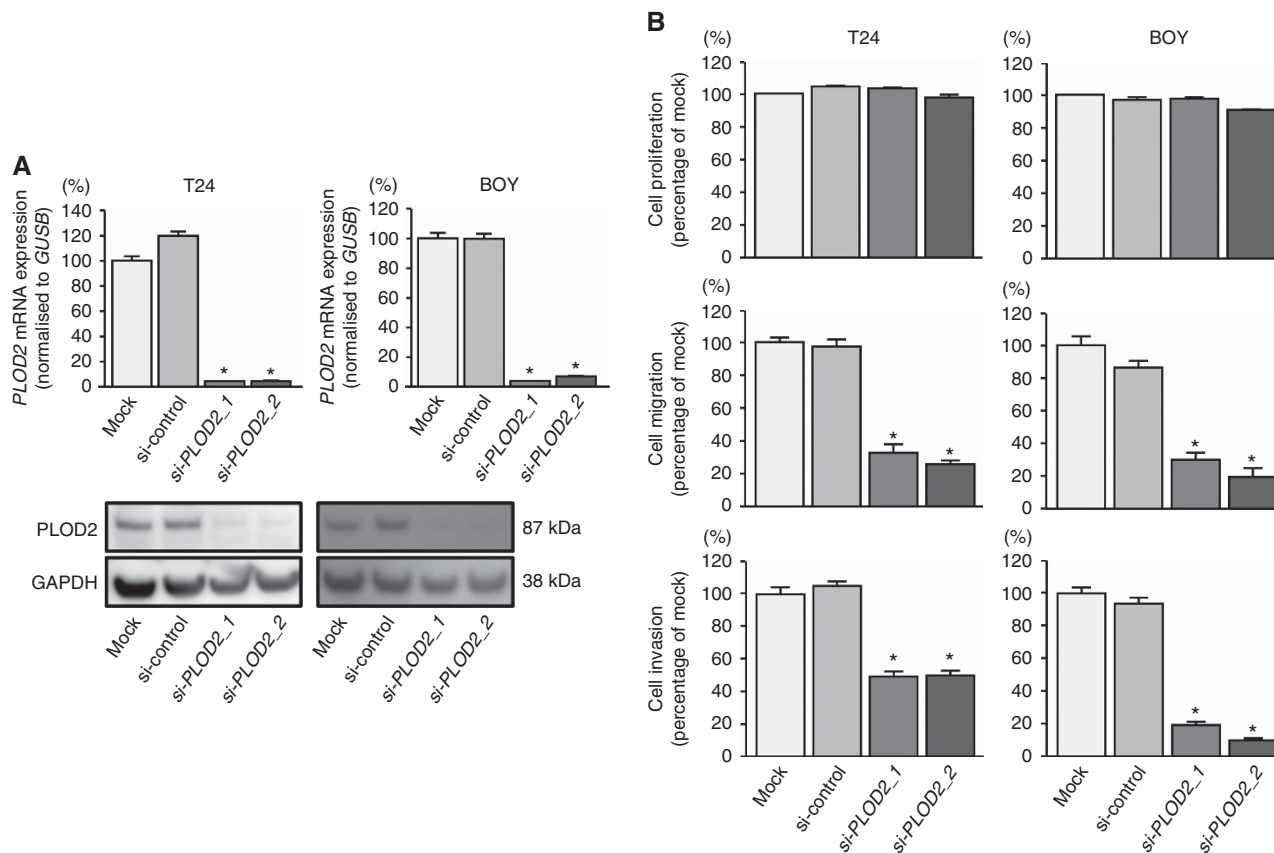 A
(%)
T24
PLOD2 mRNA expression
(normalised to GUSB)
140
120
100
80
60
40
20
0
*
*
Mock
si-control
si-PLOD2_1
si-PLOD2_2
(%)
BOY
PLOD2 mRNA expression
(normalised to GUSB)
120
100
80
60
40
20
0
*
*
Mock
si-control
si-PLOD2_1
si-PLOD2_2
PLOD2
87 kDa
GAPDH
38 kDa
Mock
si-control
si-PLOD2_1
si-PLOD2_2
Mock
si-control
si-PLOD2_1
si-PLOD2_2
B
(%)
T24
Cell proliferation
(percentage of mock)
120
100
80
60
40
20
0
(%)
BOY
120
100
80
60
40
20
0
(%)
Cell migration
(percentage of mock)
120
100
80
60
40
20
0
*
*
(%)
120
100
80
60
40
20
0
*
*
(%)
Cell invasion
(percentage of mock)
120
100
80
60
40
20
0
*
*
Mock
si-control
si-PLOD2_1
si-PLOD2_2
(%)
120
100
80
60
40
20
0
*
*
Mock
si-control
si-PLOD2_1
si-PLOD2_2